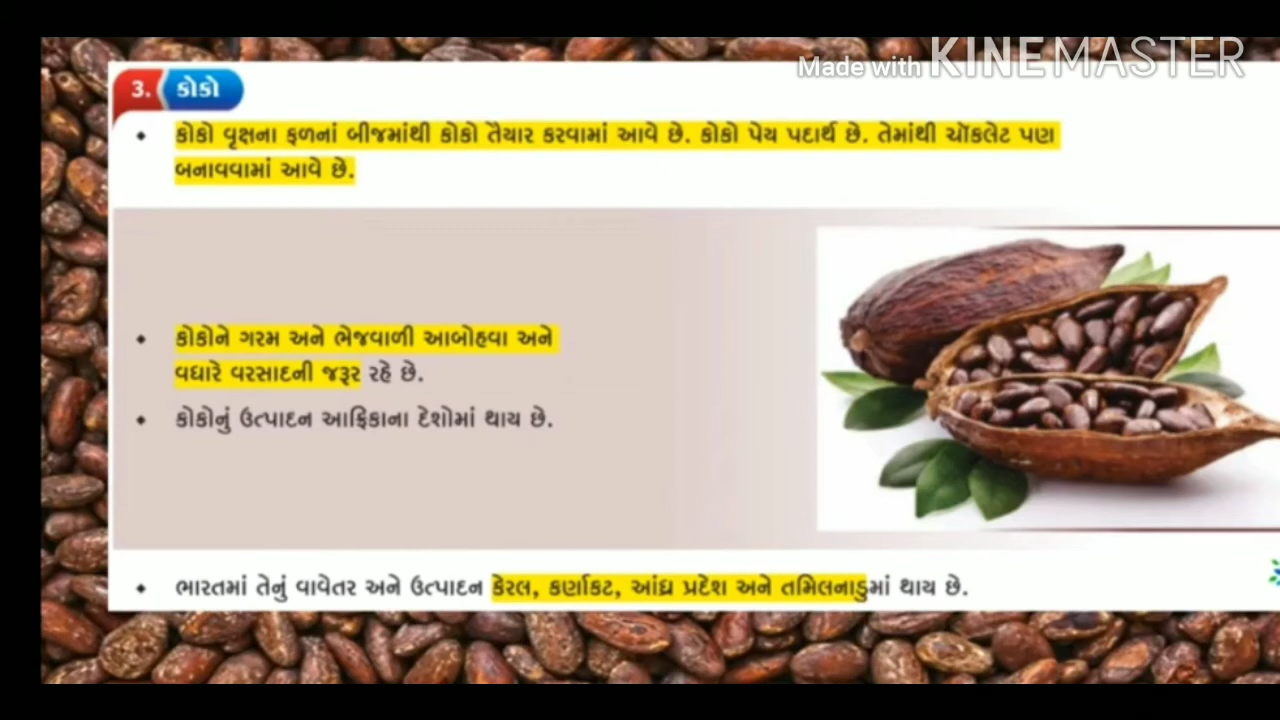 Made with KINEMASTER
3. કોકો
• કોકો વૃક્ષના ફળનાં બીજમાંથી કોકો તૈયાર કરવામાં આવે છે. કોકો પેય પદાર્થ છે. તેમાંથી ચૉકલેટ પણ
બનાવવામાં આવે છે.
• કોકોને ગરમ અને ભેજવાળી આબોહવા અને
વધારે વરસાદની જરૂર રહે છે.
• કોકોનું ઉત્પાદન આફ્રિકાના દેશોમાં થાય છે.
• ભારતમાં તેનું વાવેતર અને ઉત્પાદન કેરલ, કર્ણાકટ, આંધ્ર પ્રદેશ અને તમિલનાડુમાં થાય છે.